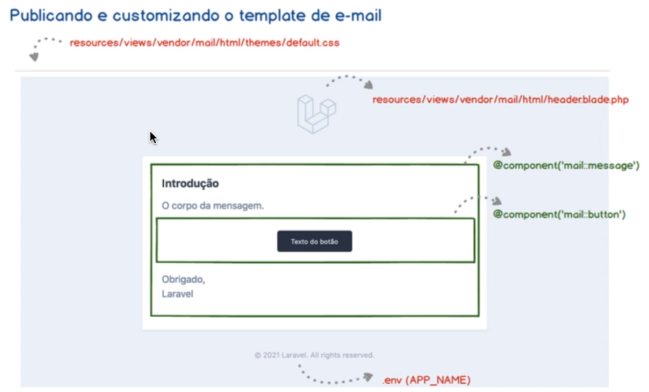 Publicando e customizando o template de e-mail
resources/views/vendor/mail/html/themes/default.css
resources/views/vendor/mail/html/header.blade.php
@component('mail::message')
Introdução
O corpo da mensagem.
@component('mail::button')
Texto do botão
Obrigado,
Laravel
© 2021 Laravel. All rights reserved.
.env (APP_NAME)